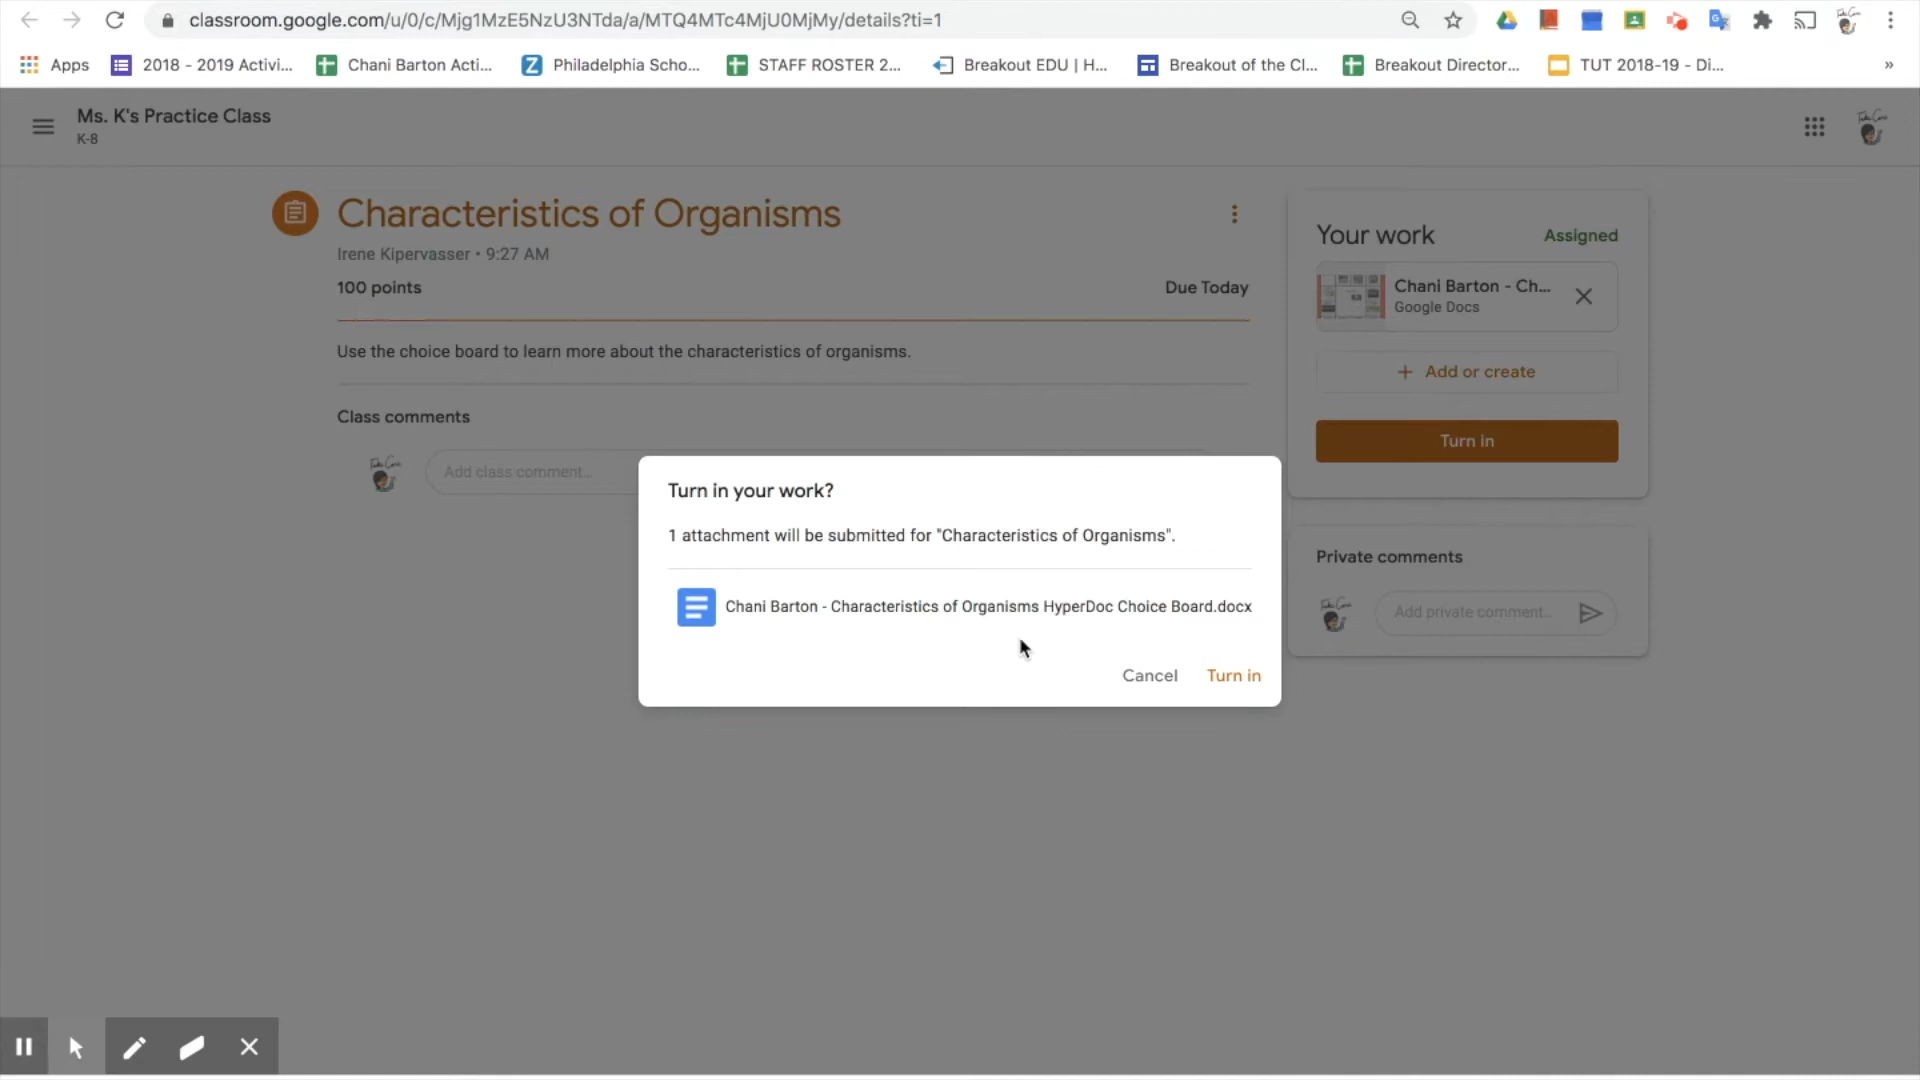 classroom.google.com/u/0/c/Mjg1MzE5NzU3NTda/a/MTQ4MTc4MjU0MjMy/details?ti=1
Apps 2018 - 2019 Activi... Chani Barton Acti... Philadelphia Scho... STAFF ROSTER 2... Breakout EDU | H... Breakout of the Cl... Breakout Director... TUT 2018-19 - Di... »
Ms. K's Practice Class
K-8
Characteristics of Organisms
Irene Kipervasser • 9:27 AM
100 points Due Today
Use the choice board to learn more about the characteristics of organisms.
Class comments
Add class comment...
Your work Assigned
Chani Barton - Ch...
Google Docs
+ Add or create
Turn in
Private comments
Add private comment...
Turn in your work?
1 attachment will be submitted for "Characteristics of Organisms".
Chani Barton - Characteristics of Organisms HyperDoc Choice Board.docx
Cancel Turn in